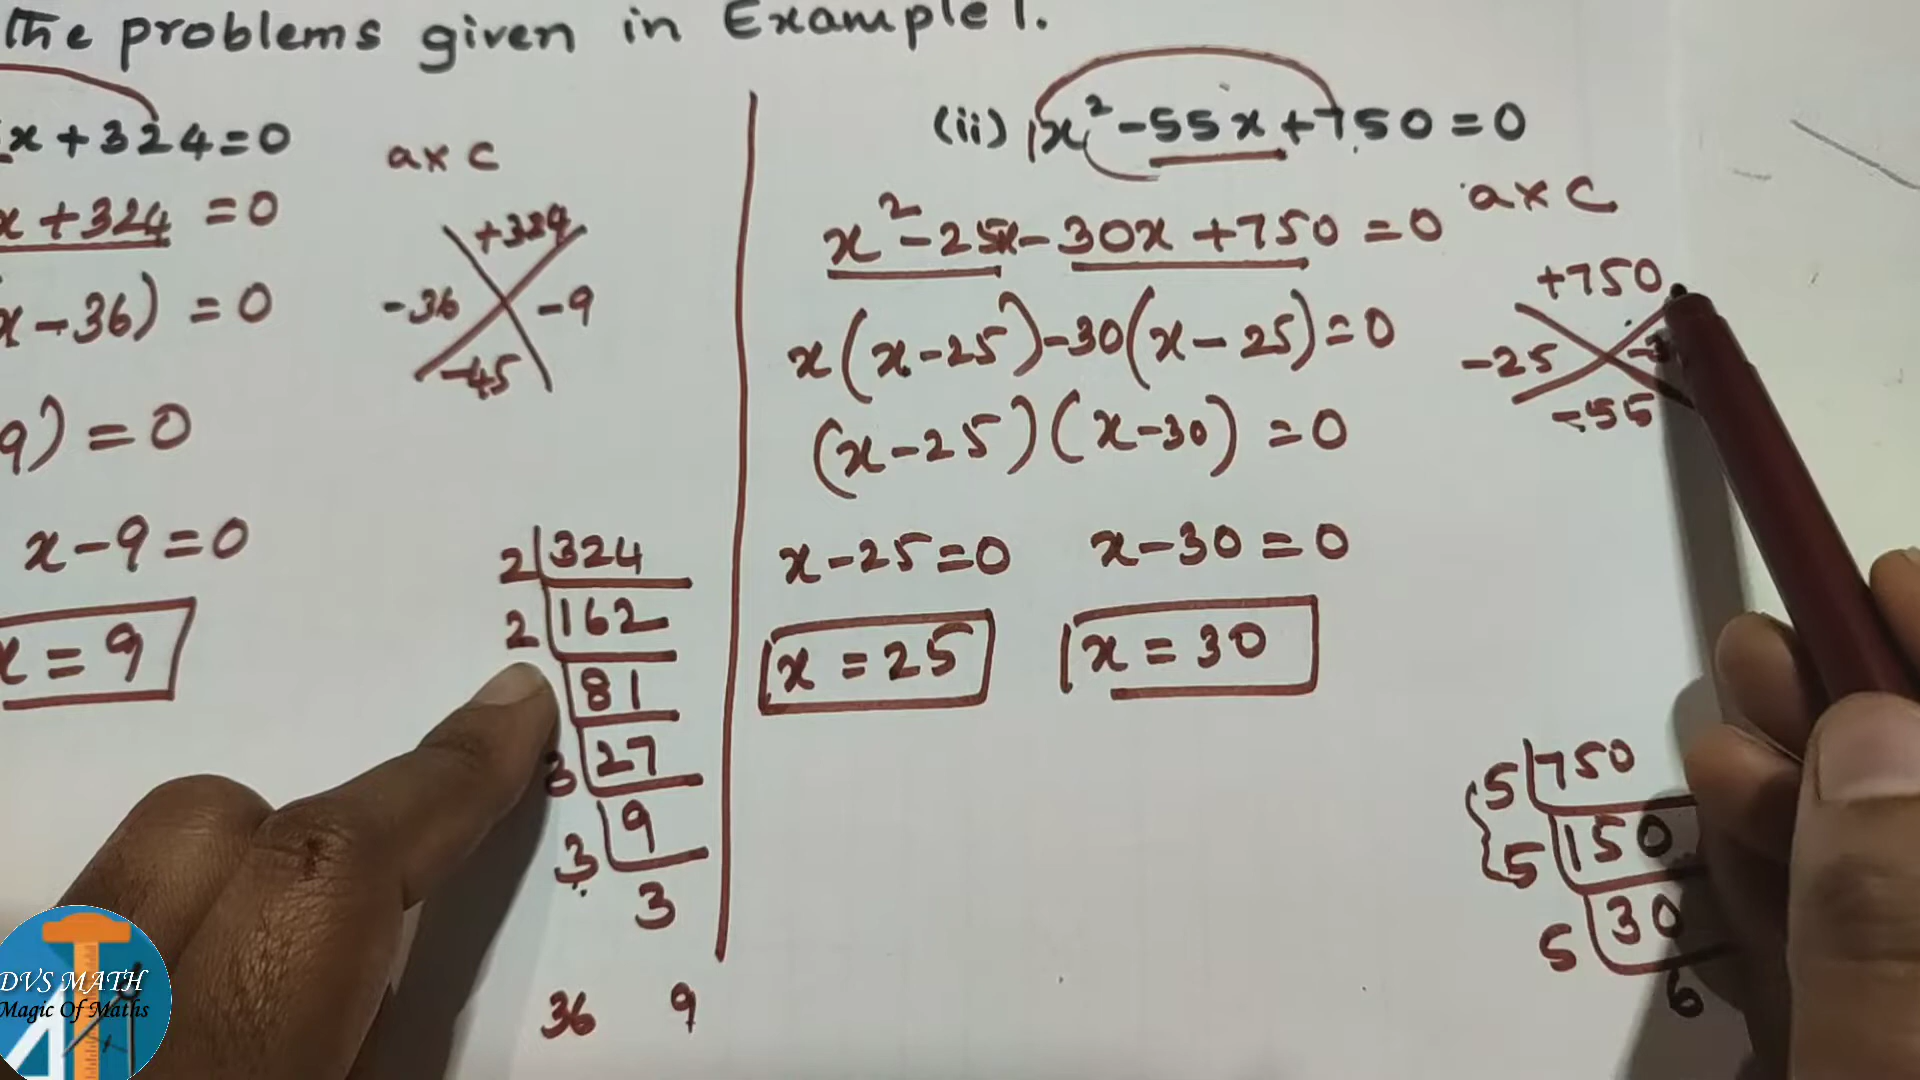 The problems given in Example 1.
x + 324 = 0
x + 324 = 0
x - 36) = 0
9) = 0
x - 9 = 0
x = 9
a x c
+324
-36 -9
-45
2 | 324
2 | 162
81
3 | 27
3 | 9
3
36 9
(ii) x² - 55x + 750 = 0
x² - 25x - 30x + 750 = 0
x(x - 25) - 30(x - 25) = 0
(x - 25)(x - 30) = 0
x - 25 = 0 x - 30 = 0
x = 25 x = 30
a x c
+750
-25
-55
5 | 750
5 | 150
5 | 30
6
DVS MATH
Magic Of Maths